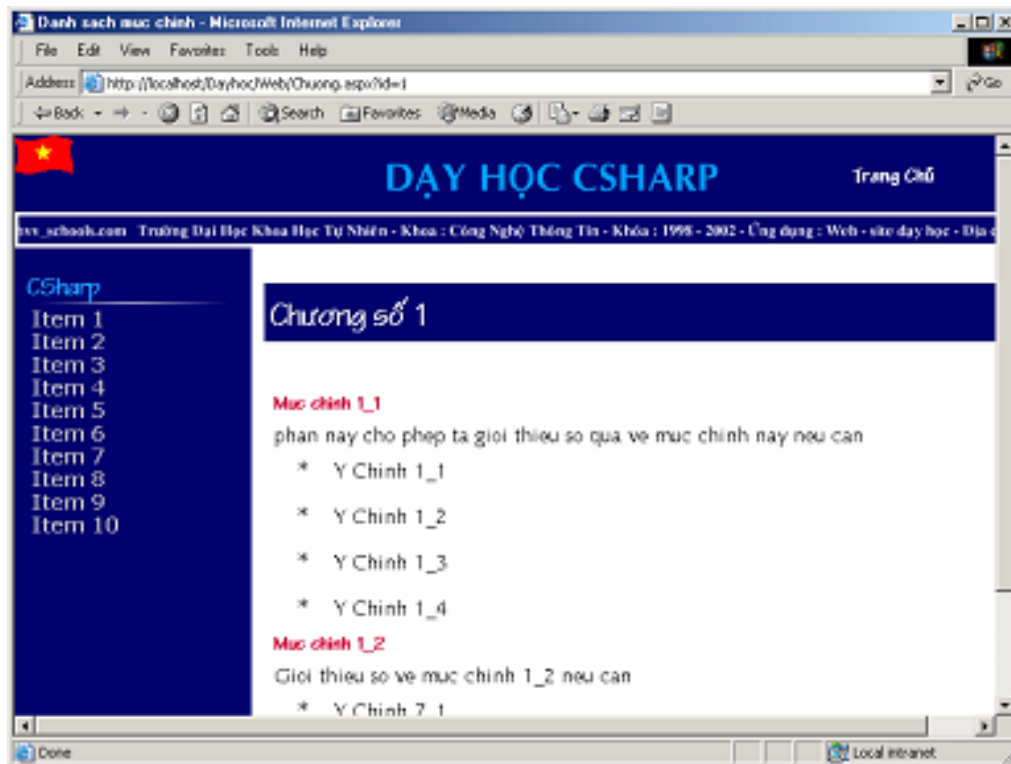 Danh sach muc chinh - Microsoft Internet Explorer
File Edit View Favorites Tools Help
Address http://localhost/Dayhoc/Web/Chuong.aspx?id=1 Go
Back Search Favorites Media
DẠY HỌC CSHARP
Trang Chủ
vv_schools.com Trường Đại Học Khoa Học Tự Nhiên - Khoa : Công Nghệ Thông Tin - Khóa : 1998 - 2002 - Ứng dụng : Web - site dạy học - Địa
CSharp
Item 1
Item 2
Item 3
Item 4
Item 5
Item 6
Item 7
Item 8
Item 9
Item 10
Chương số 1
Muc chinh 1_1
phan nay cho phep ta gioi thieu so qua ve muc chinh nay neu can
* Y Chinh 1_1
* Y Chinh 1_2
* Y Chinh 1_3
* Y Chinh 1_4
Muc chinh 1_2
Gioi thieu so ve muc chinh 1_2 neu can
* Y Chinh 7_1
Done
Local intranet